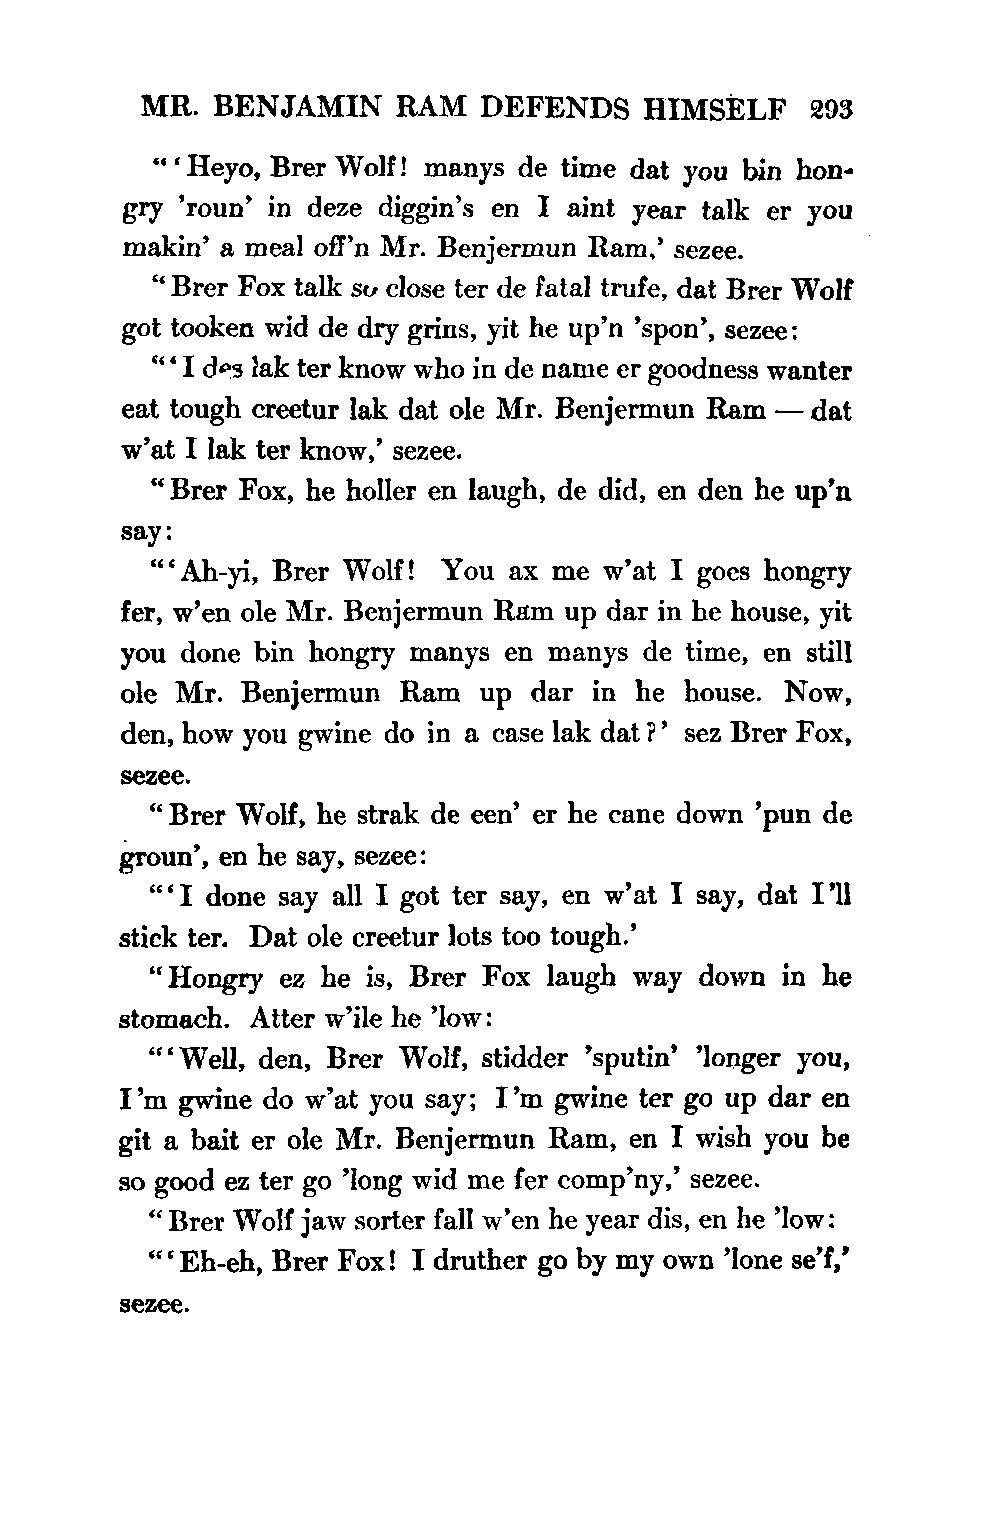 MR. BENJAMIN RAM DEFENDS HIMSELF 293
"'Heyo, Brer Wolf! manys de time dat you bin hon-
gry 'roun' in deze diggin's en I aint year talk er you
makin' a meal off'n Mr. Benjermun Ram,' sezee.
"Brer Fox talk so close ter de fatal trufe, dat Brer Wolf
got tooken wid de dry grins, yit he up'n 'spon', sezee:
"'I des lak ter know who in de name er goodness wanter
eat tough creetur lak dat ole Mr. Benjermun Ram — dat
w'at I lak ter know,' sezee.
"Brer Fox, he holler en laugh, de did, en den he up'n
say:
"'Ah-yi, Brer Wolf! You ax me w'at I goes hongry
fer, w'en ole Mr. Benjermun Ram up dar in he house, yit
you done bin hongry manys en manys de time, en still
ole Mr. Benjermun Ram up dar in he house. Now,
den, how you gwine do in a case lak dat?' sez Brer Fox,
sezee.
"Brer Wolf, he strak de een' er he cane down 'pun de
groun', en he say, sezee:
"'I done say all I got ter say, en w'at I say, dat I'll
stick ter. Dat ole creetur lots too tough.'
"Hongry ez he is, Brer Fox laugh way down in he
stomach. Atter w'ile he 'low:
"'Well, den, Brer Wolf, stidder 'sputin' 'longer you,
I'm gwine do w'at you say; I'm gwine ter go up dar en
git a bait er ole Mr. Benjermun Ram, en I wish you be
so good ez ter go 'long wid me fer comp'ny,' sezee.
"Brer Wolf jaw sorter fall w'en he year dis, en he 'low:
"'Eh-eh, Brer Fox! I druther go by my own 'lone se'f,'
sezee.